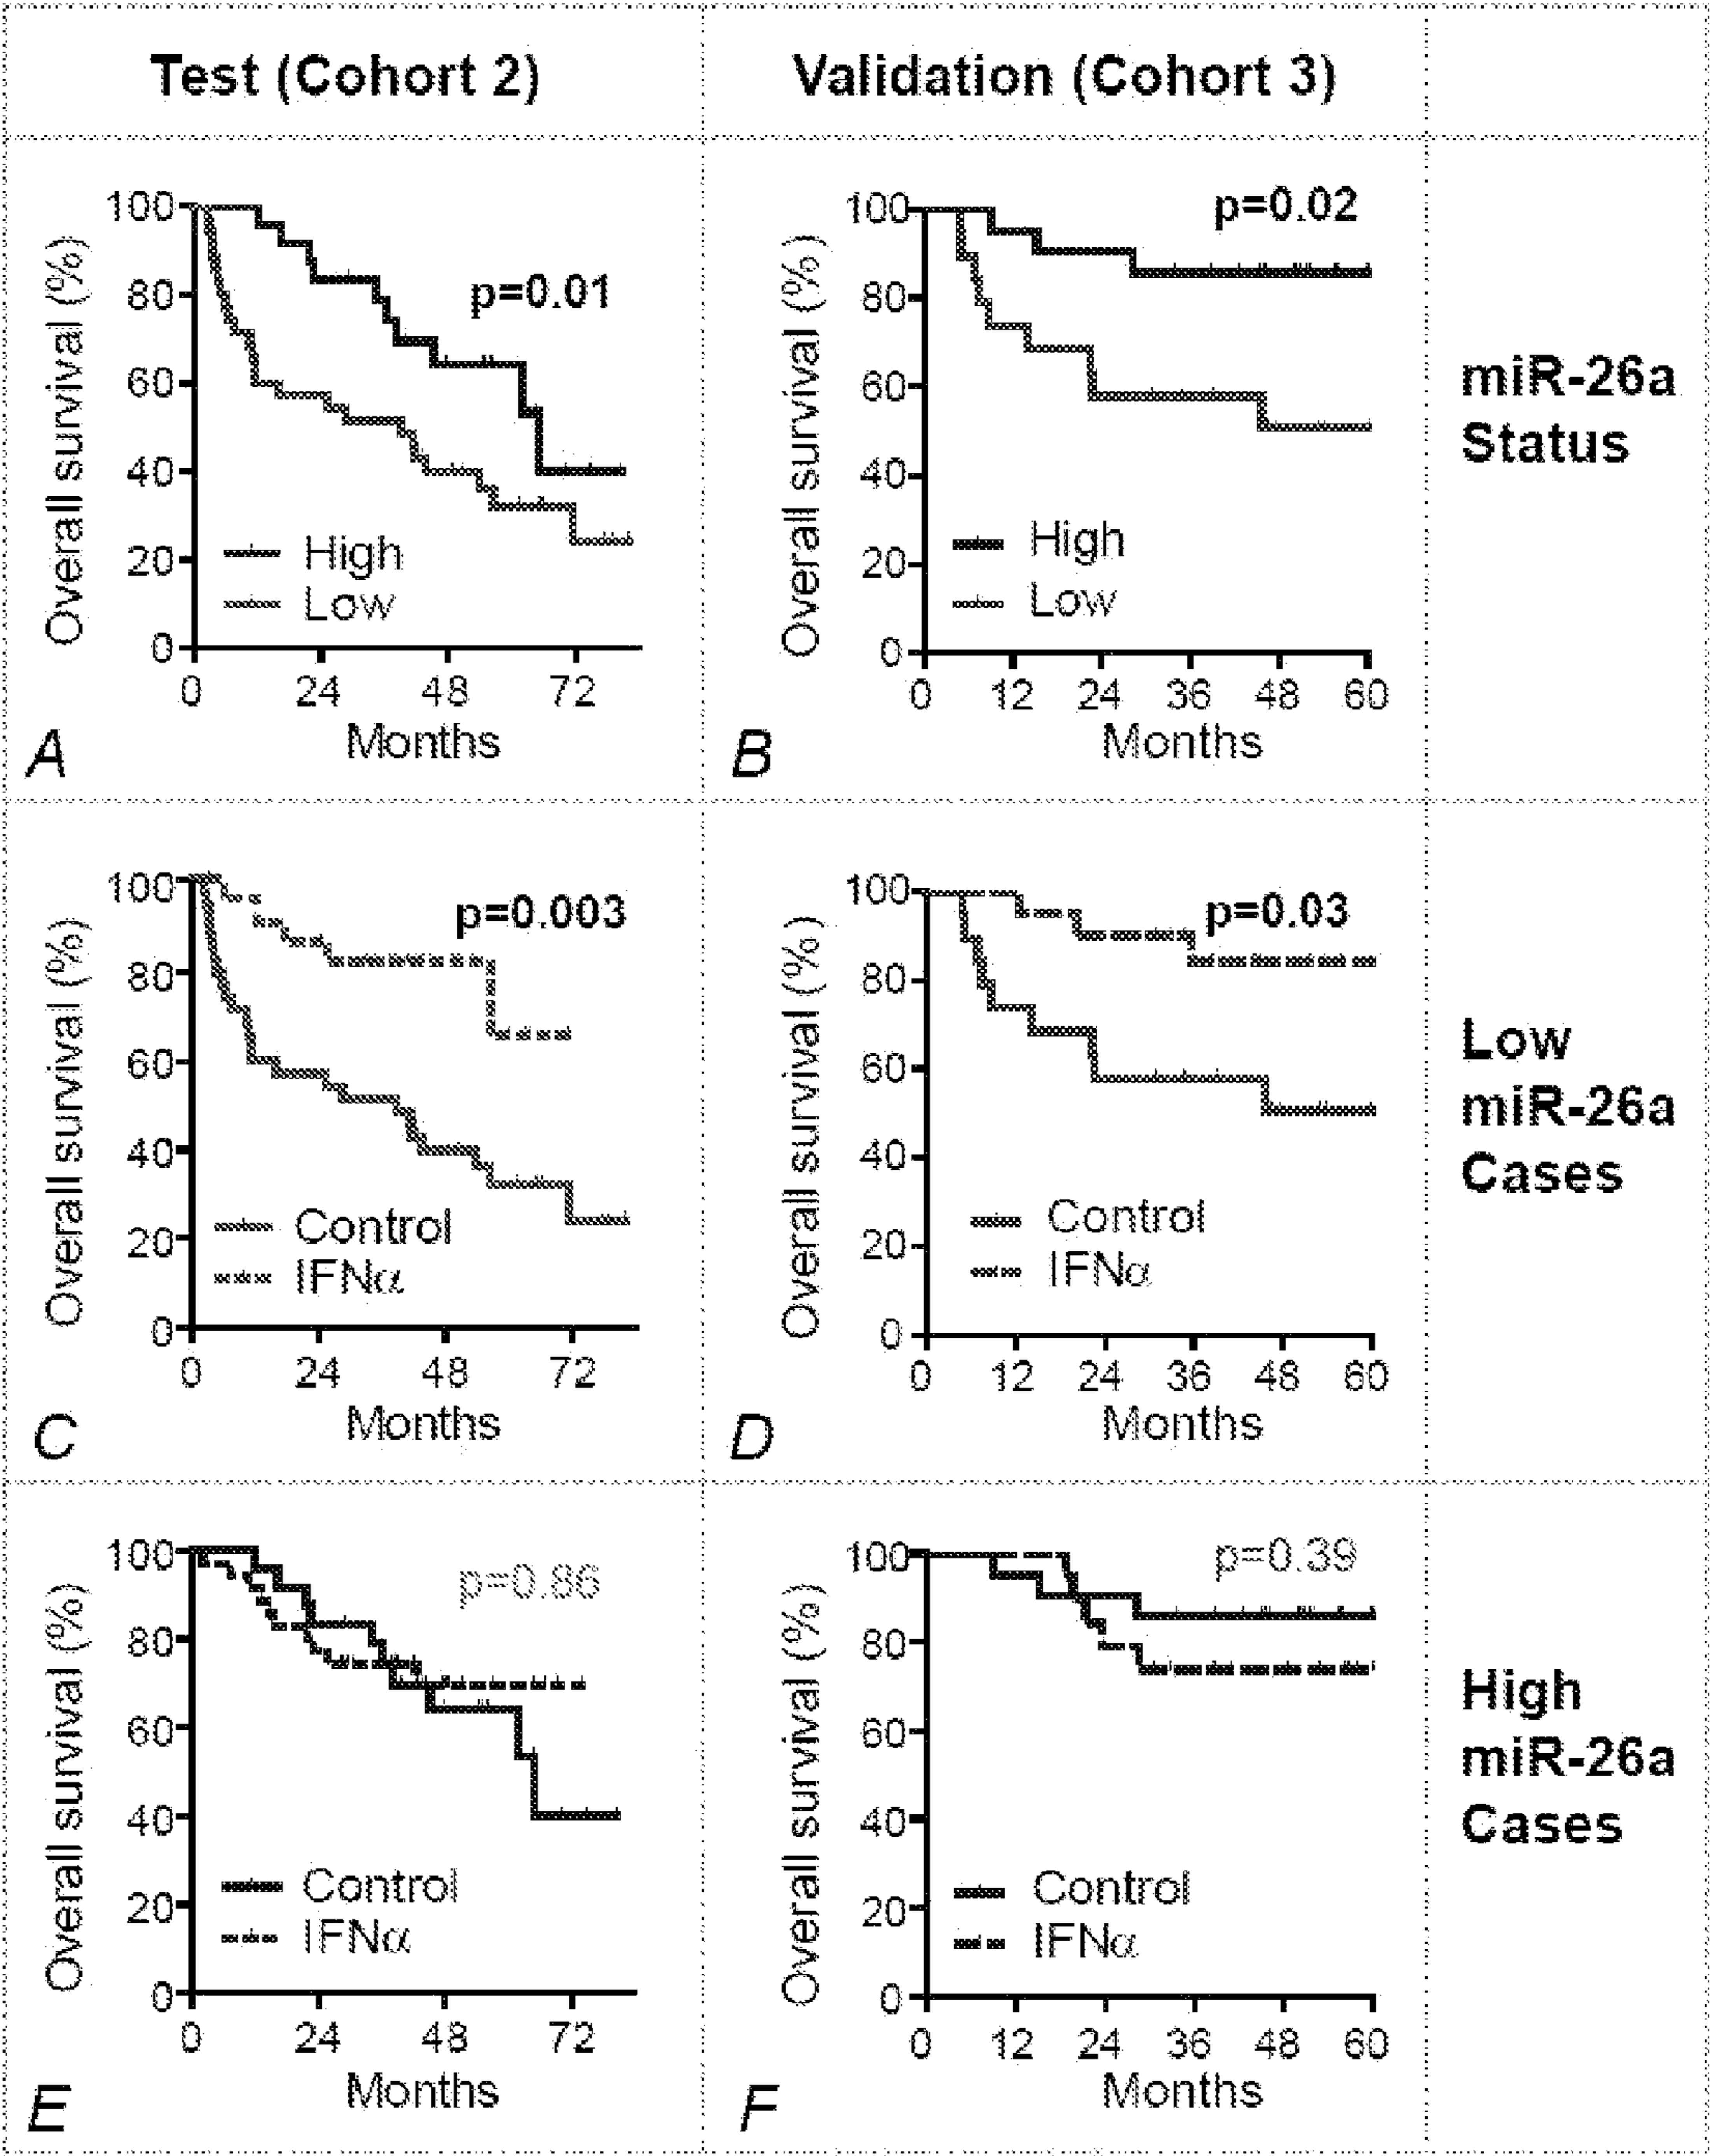 Test (Cohort 2)
Validation (Cohort 3)
Overall survival (%)
100
80
60
40
20
0
p=0.01
High
Low
0 24 48 72
Months
A
Overall survival (%)
100
80
60
40
20
0
p=0.02
High
Low
0 12 24 36 48 60
Months
B
miR-26a
Status
Overall survival (%)
100
80
60
40
20
0
p=0.003
Control
IFNα
0 24 48 72
Months
C
Overall survival (%)
100
80
60
40
20
0
p=0.03
Control
IFNα
0 12 24 36 48 60
Months
D
Low
miR-26a
Cases
Overall survival (%)
100
80
60
40
20
0
p=0.86
Control
IFNα
0 24 48 72
Months
E
Overall survival (%)
100
80
60
40
20
0
p=0.39
Control
IFNα
0 12 24 36 48 60
Months
F
High
miR-26a
Cases